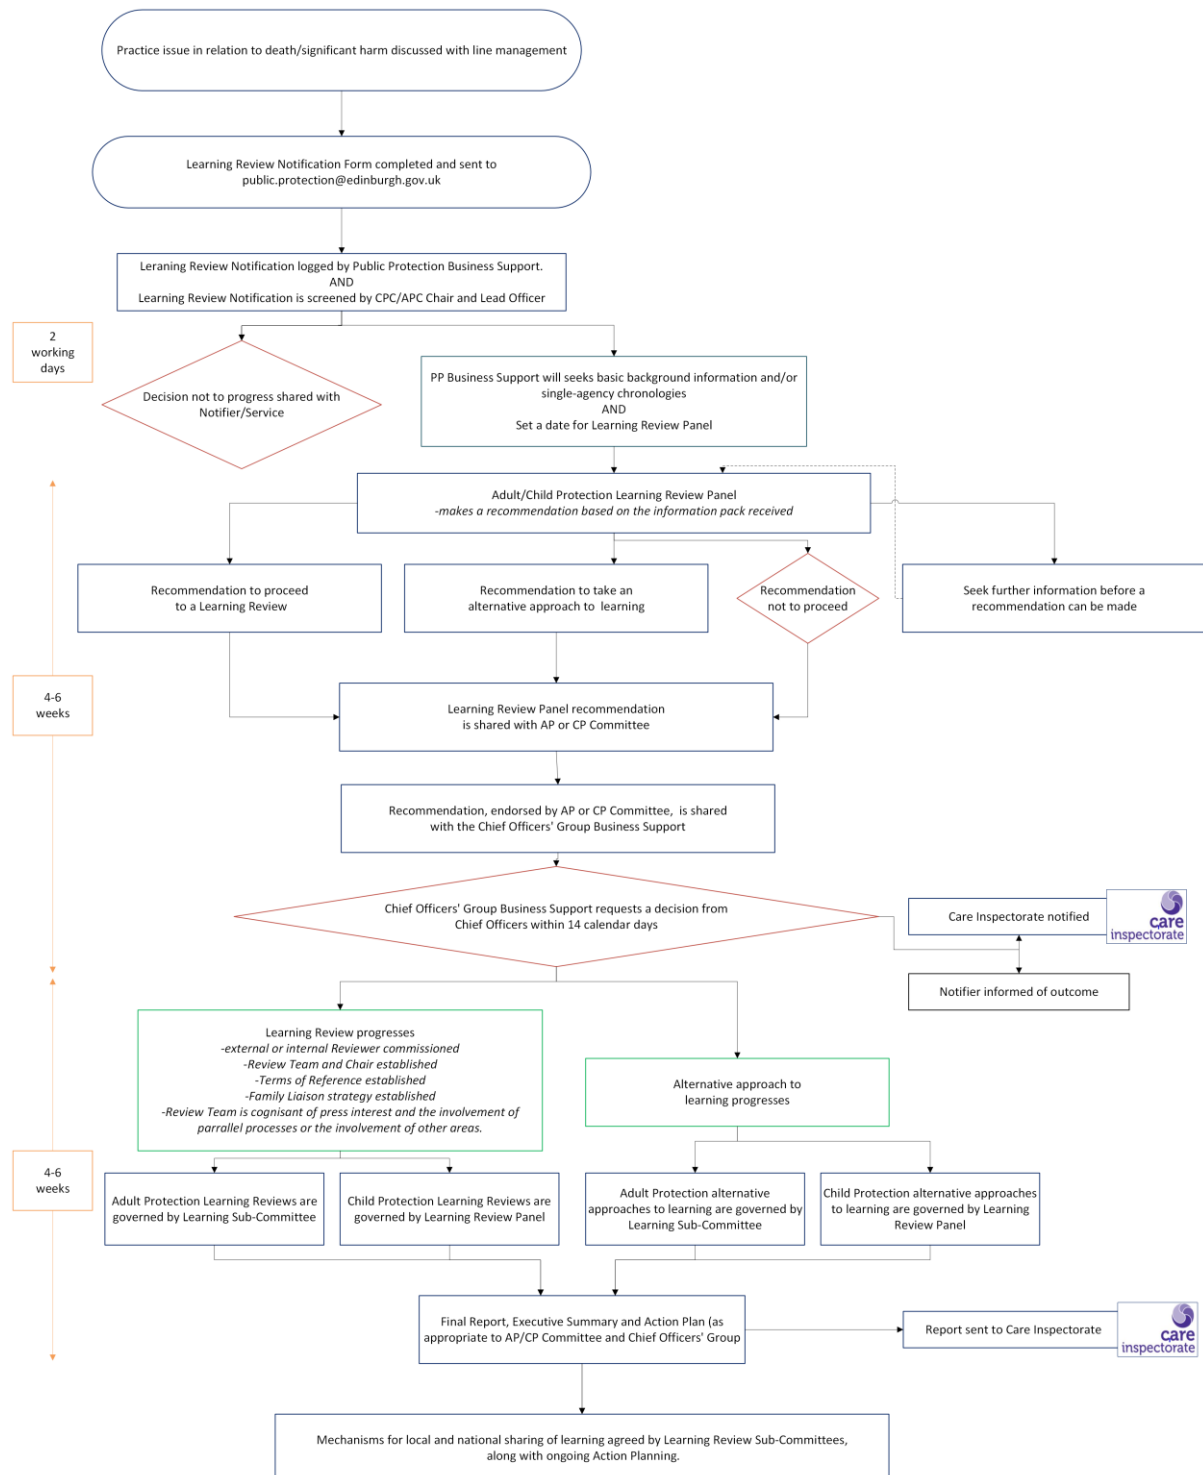 Practice issue in relation to death/significant harm discussed with line management
Learning Review Notification Form completed and sent to
public.protection@edinburgh.gov.uk
Leraning Review Notification logged by Public Protection Business Support.
AND
Learning Review Notification is screened by CPC/APC Chair and Lead Officer
2
working
days
Decision not to progress shared with
Notifier/Service
PP Business Support will seeks basic background information and/or
single-agency chronologies
AND
Set a date for Learning Review Panel
Adult/Child Protection Learning Review Panel
-makes a recommendation based on the information pack received
Recommendation to proceed
to a Learning Review
Recommendation to take an
alternative approach to learning
Recommendation
not to proceed
Seek further information before a
recommendation can be made
4-6
weeks
Learning Review Panel recommendation
is shared with AP or CP Committee
Recommendation, endorsed by AP or CP Committee, is shared
with the Chief Officers' Group Business Support
Chief Officers' Group Business Support requests a decision from
Chief Officers within 14 calendar days
Care Inspectorate notified
care
inspectorate
Notifier informed of outcome
Learning Review progresses
-external or internal Reviewer commissioned
-Review Team and Chair established
-Terms of Reference established
-Family Liaison strategy established
-Review Team is cognisant of press interest and the involvement of
parrallel processes or the involvement of other areas.
Alternative approach to
learning progresses
4-6
weeks
Adult Protection Learning Reviews are
governed by Learning Sub-Committee
Child Protection Learning Reviews are
governed by Learning Review Panel
Adult Protection alternative
approaches to learning are governed by
Learning Sub-Committee
Child Protection alternative approaches
to learning are governed by Learning
Review Panel
Final Report, Executive Summary and Action Plan (as
appropriate to AP/CP Committee and Chief Officers' Group
Report sent to Care Inspectorate
care
inspectorate
Mechanisms for local and national sharing of learning agreed by Learning Review Sub-Committees,
along with ongoing Action Planning.